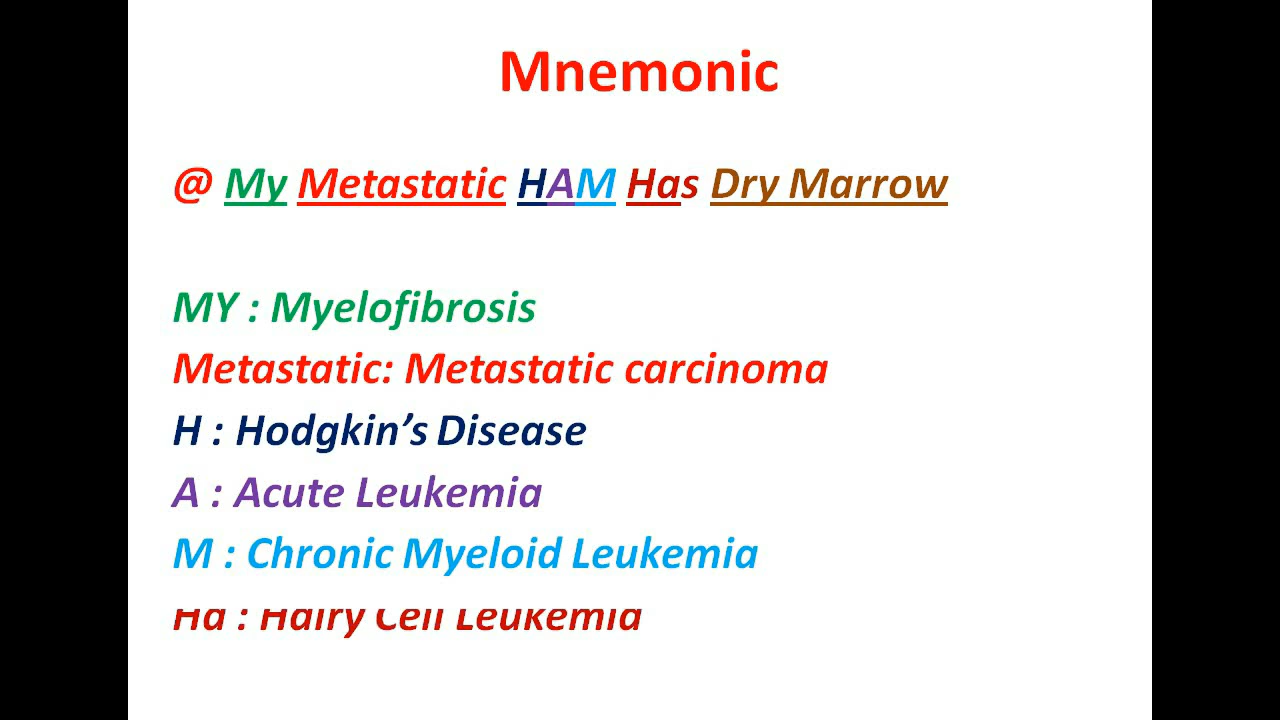 Mnemonic
@ My Metastatic HAM Has Dry Marrow
MY : Myelofibrosis
Metastatic: Metastatic carcinoma
H : Hodgkin’s Disease
A : Acute Leukemia
M : Chronic Myeloid Leukemia
Ha : Hairy Cell Leukemia